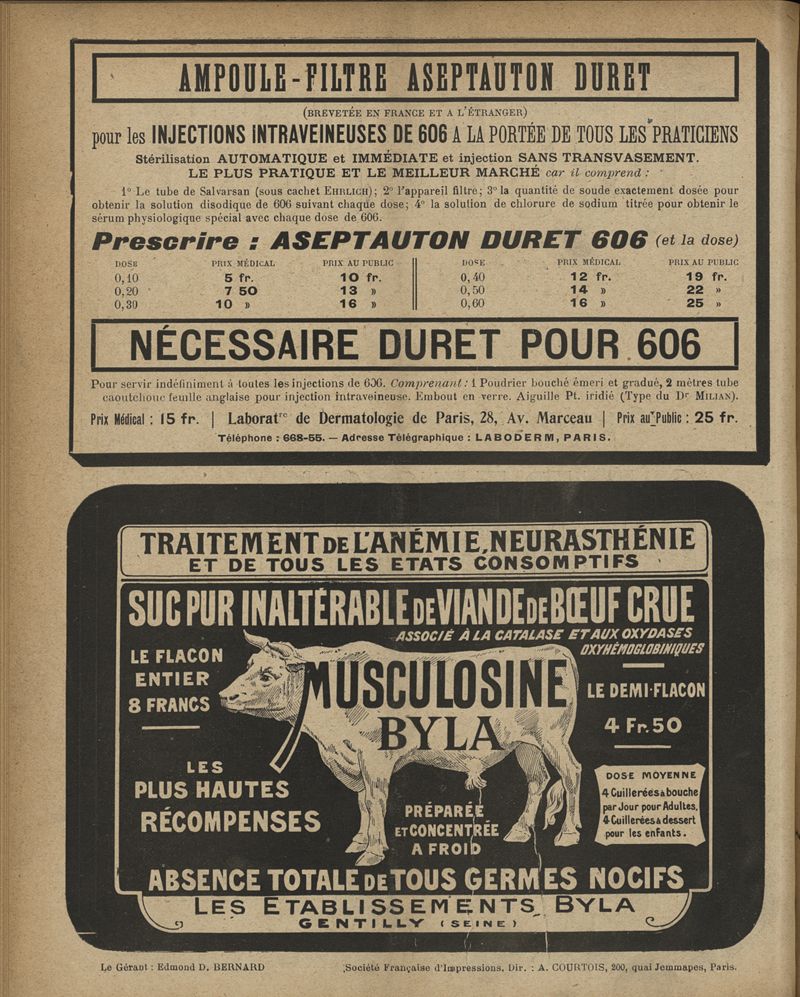 AMPOULE-FILTRE ASEPTAUTON DURET
(BREVETÉE EN FRANCE ET A L'ÉTRANGER)
pour les INJECTIONS INTRAVEINEUSES DE 606 A LA PORTÉE DE TOUS LES PRATICIENS
Stérilisation AUTOMATIQUE et IMMÉDIATE et injection SANS TRANSVASEMENT.
LE PLUS PRATIQUE ET LE MEILLEUR MARCHÉ car il comprend :
1° Le tube de Salvarsan (sous cachet EHRLICH); 2° l'appareil filtre; 3° la quantité de soude exactement dosée pour
obtenir la solution disodique de 606 suivant chaque dose; 4° la solution de chlorure de sodium titrée pour obtenir le
sérum physiologique spécial avec chaque dose de 606.
Prescrire : ASEPTAUTON DURET 606 (et la dose)
DOSE PRIX MÉDICAL PRIX AU PUBLIC DOSE PRIX MÉDICAL PRIX AU PUBLIC
0,10 5 fr. 10 fr. 0,40 12 fr. 19 fr.
0,20 7 50 13 » 0,50 14 » 22 »
0,30 10 » 16 » 0,60 16 » 25 »
NÉCESSAIRE DURET POUR 606
Pour servir indéfiniment à toutes les injections de 606. Comprenant : 1 Poudrier bouché émeri et gradué, 2 mètres tube
caoutchouc feuille anglaise pour injection intraveineuse. Embout en verre. Aiguille Pt. iridié (Type du Dr MILIAN).
Prix Médical : 15 fr. | Laboratre de Dermatologie de Paris, 28, Av. Marceau | Prix au Public : 25 fr.
Téléphone : 668-55. — Adresse Télégraphique : LABODERM, PARIS.
TRAITEMENT DE L'ANÉMIE, NEURASTHÉNIE
ET DE TOUS LES ETATS CONSOMPTIFS
SUC PUR INALTÉRABLE DE VIANDE DE BŒUF CRUE
ASSOCIÉ À LA CATALASE ET AUX OXYDASES
OXYHÉMOGLOBINIQUES
LE FLACON
ENTIER
8 FRANCS
MUSCULOSINE
BYLA
LE DEMI-FLACON
4 Fr. 50
LES
PLUS HAUTES
RÉCOMPENSES
PRÉPARÉE
ET CONCENTRÉE
A FROID
DOSE MOYENNE
4 Cuillerées à bouche
par Jour pour Adultes,
4 Cuillerées à dessert
pour les enfants.
ABSENCE TOTALE DE TOUS GERMES NOCIFS
LES ETABLISSEMENTS BYLA
GENTILLY (SEINE)
Le Gérant : Edmond D. BERNARD
Société Française d'Impressions, Dir. : A. COURTOIS, 200, quai Jemmapes, Paris.